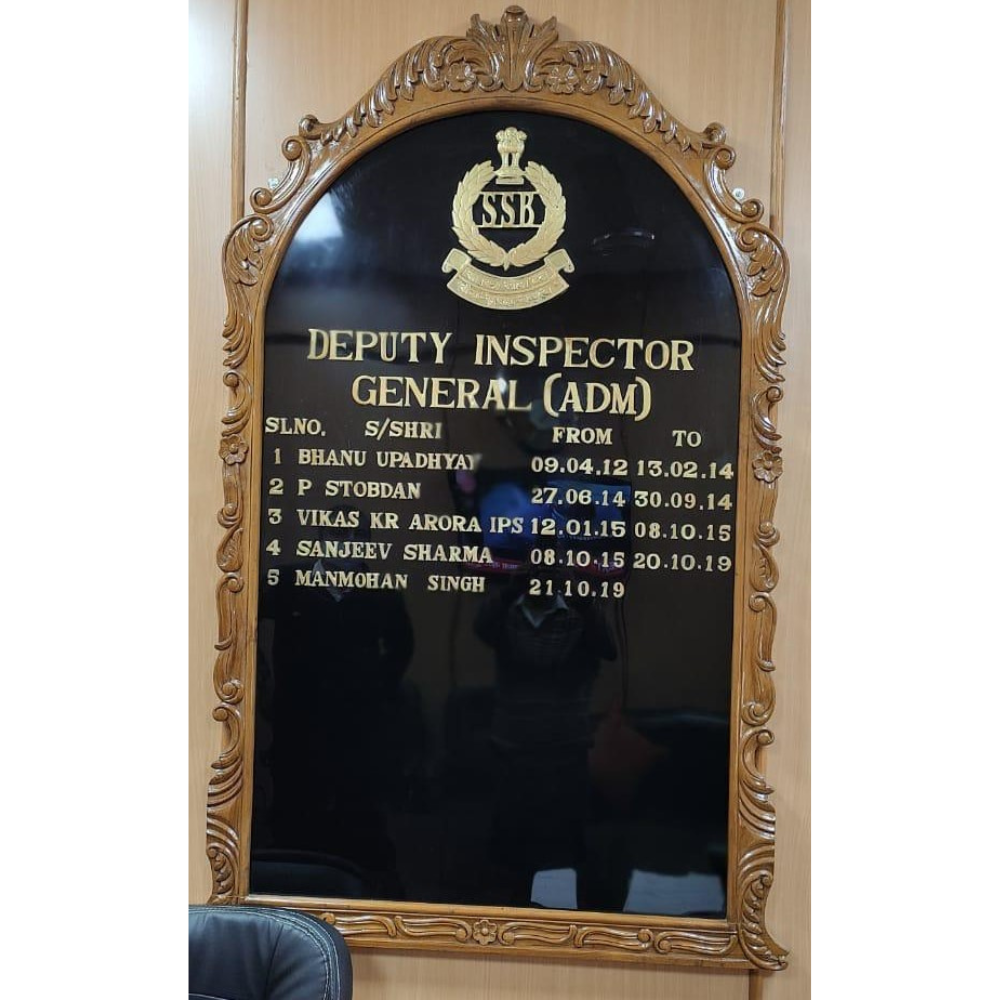 SSB
DEPUTY INSPECTOR
GENERAL (ADM)
SLNO. S/SHRI FROM TO
1 BHANU UPADHYAY 09.04.12 13.02.14
2 P STOBDAN 27.06.14 30.09.14
3 VIKAS KR ARORA IPS 12.01.15 08.10.15
4 SANJEEV SHARMA 08.10.15 20.10.19
5 MANMOHAN SINGH 21.10.19